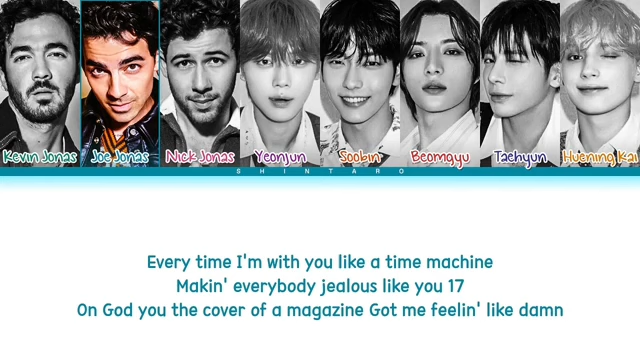 Kevin Jonas Joe Jonas Nick Jonas Yeonjun Soobin Beomgyu Taehyun Huening Kai
SHINTARO
Every time I'm with you like a time machine
Makin' everybody jealous like you 17
On God you the cover of a magazine Got me feelin' like damn